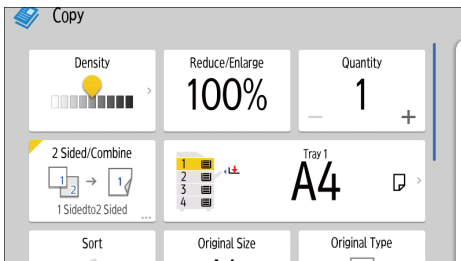 Copy
Density
Reduce/Enlarge
100%
Quantity
1
2 Sided/Combine
1
2
1
1 Sidedto2 Sided
1
2
3
4
Tray 1
A4
Sort
Original Size
Original Type